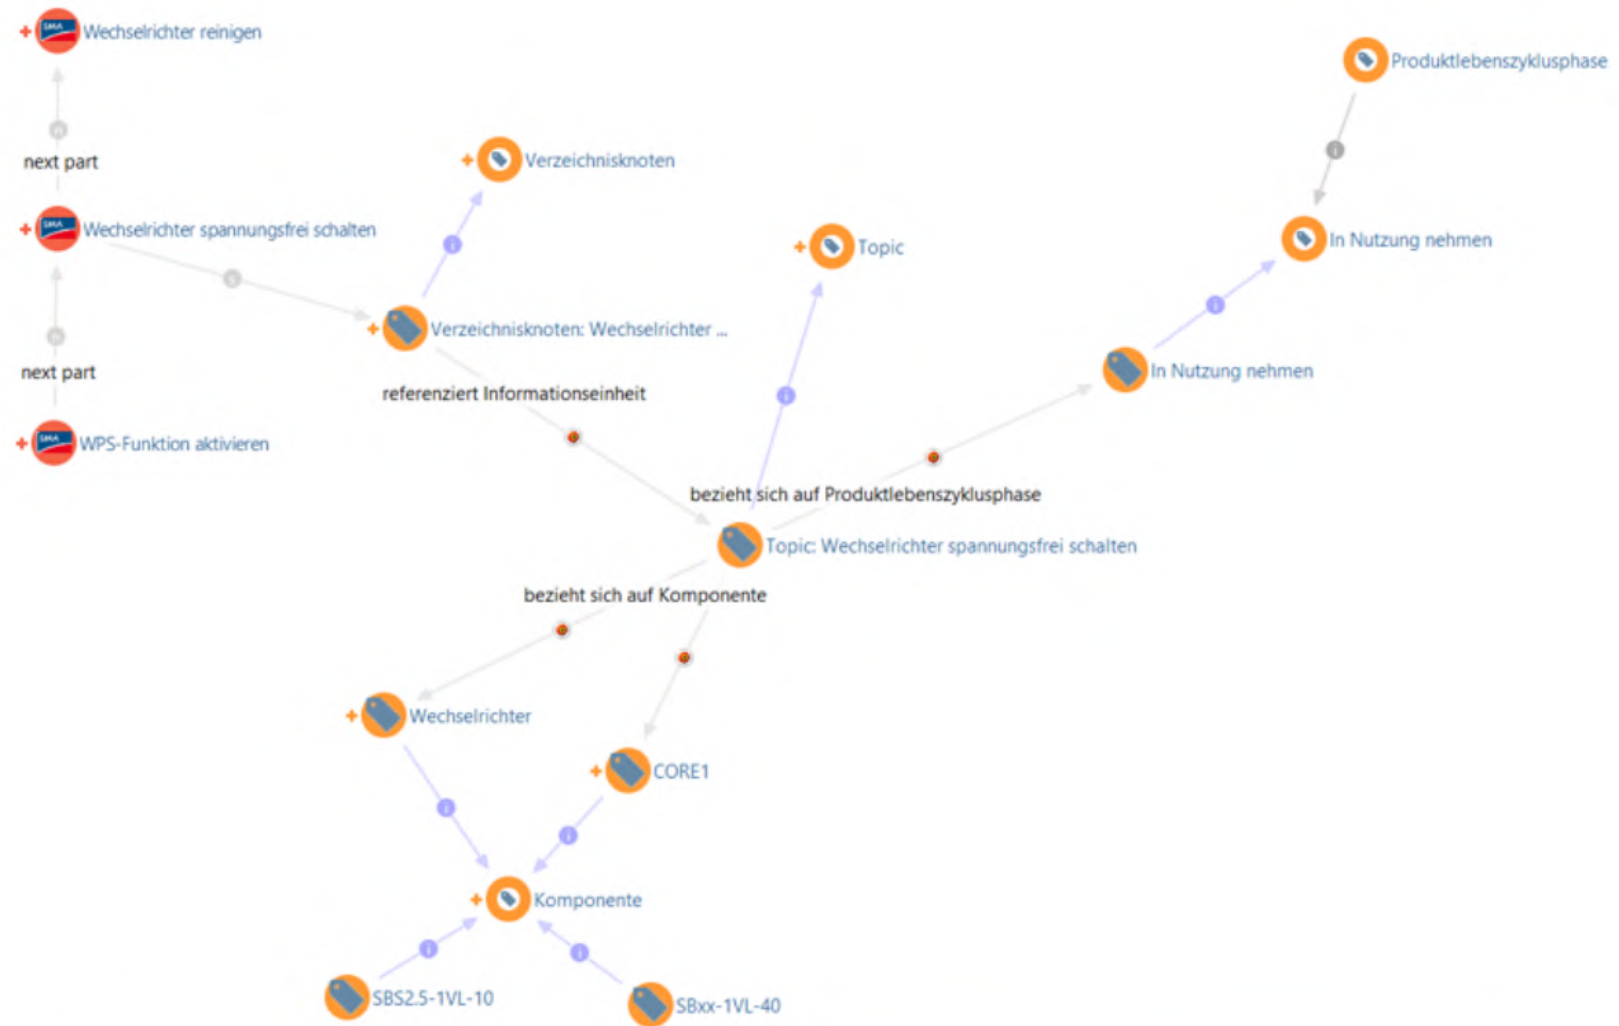 Wechselrichter reinigen
Produktlebenszyklusphase
next part
Verzeichnisknoten
Wechselrichter spannungsfrei schalten
Topic
In Nutzung nehmen
Verzeichnisknoten: Wechselrichter ...
next part
In Nutzung nehmen
referenziert Informationseinheit
WPS-Funktion aktivieren
bezieht sich auf Produktlebenszyklusphase
Topic: Wechselrichter spannungsfrei schalten
bezieht sich auf Komponente
Wechselrichter
CORE1
Komponente
SBS2.5-1VL-10
SBxx-1VL-40